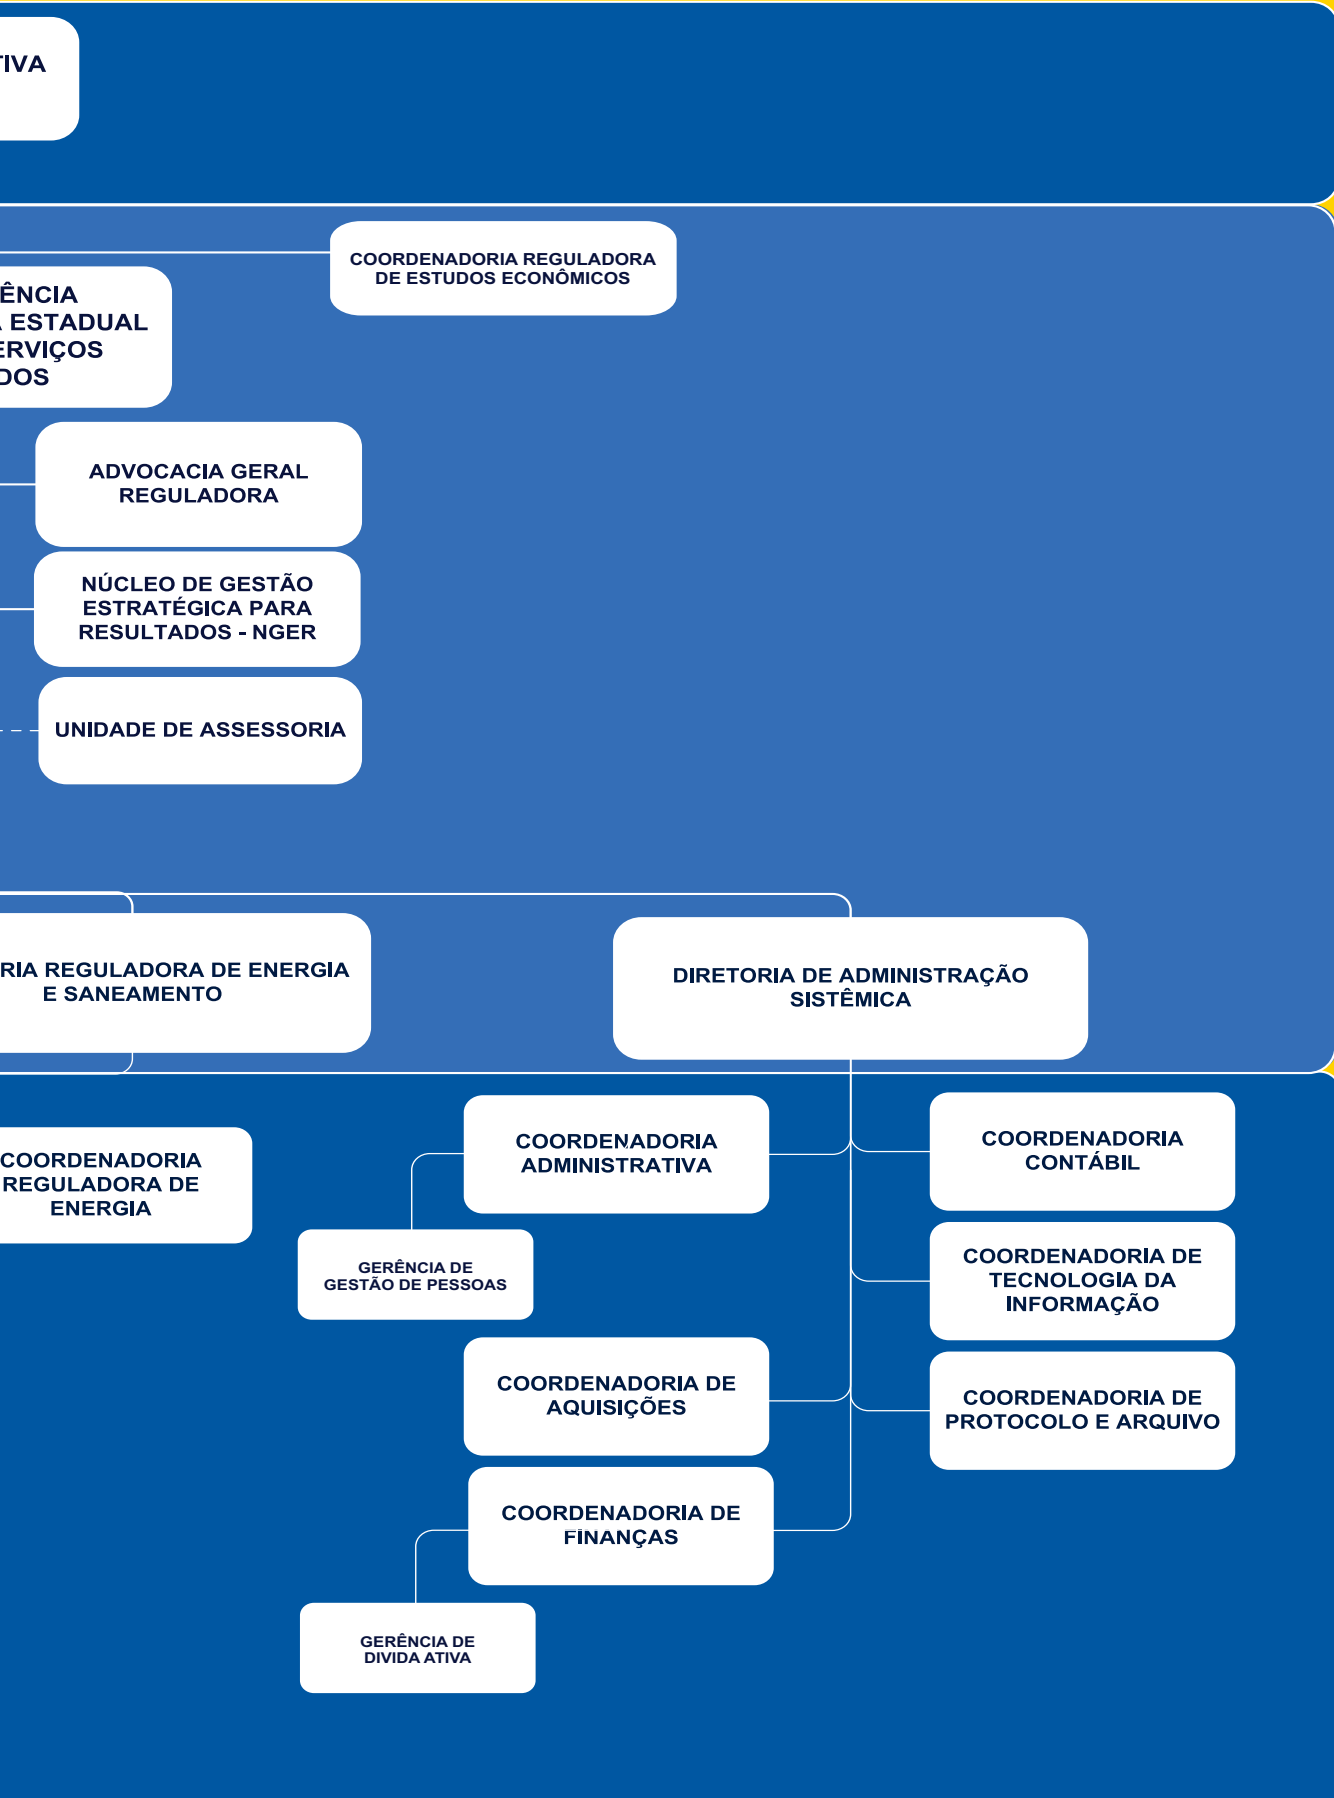 TIVA
COORDENADORIA REGULADORA
DE ESTUDOS ECONÔMICOS
ÊNCIA
A ESTADUAL
ERVIÇOS
DOS
ADVOCACIA GERAL
REGULADORA
NÚCLEO DE GESTÃO
ESTRATÉGICA PARA
RESULTADOS - NGER
UNIDADE DE ASSESSORIA
RIA REGULADORA DE ENERGIA
E SANEAMENTO
DIRETORIA DE ADMINISTRAÇÃO
SISTÊMICA
COORDENADORIA
REGULADORA DE
ENERGIA
COORDENADORIA
ADMINISTRATIVA
COORDENADORIA
CONTÁBIL
GERÊNCIA DE
GESTÃO DE PESSOAS
COORDENADORIA DE
TECNOLOGIA DA
INFORMAÇÃO
COORDENADORIA DE
AQUISIÇÕES
COORDENADORIA DE
PROTOCOLO E ARQUIVO
COORDENADORIA DE
FINANÇAS
GERÊNCIA DE
DIVIDA ATIVA